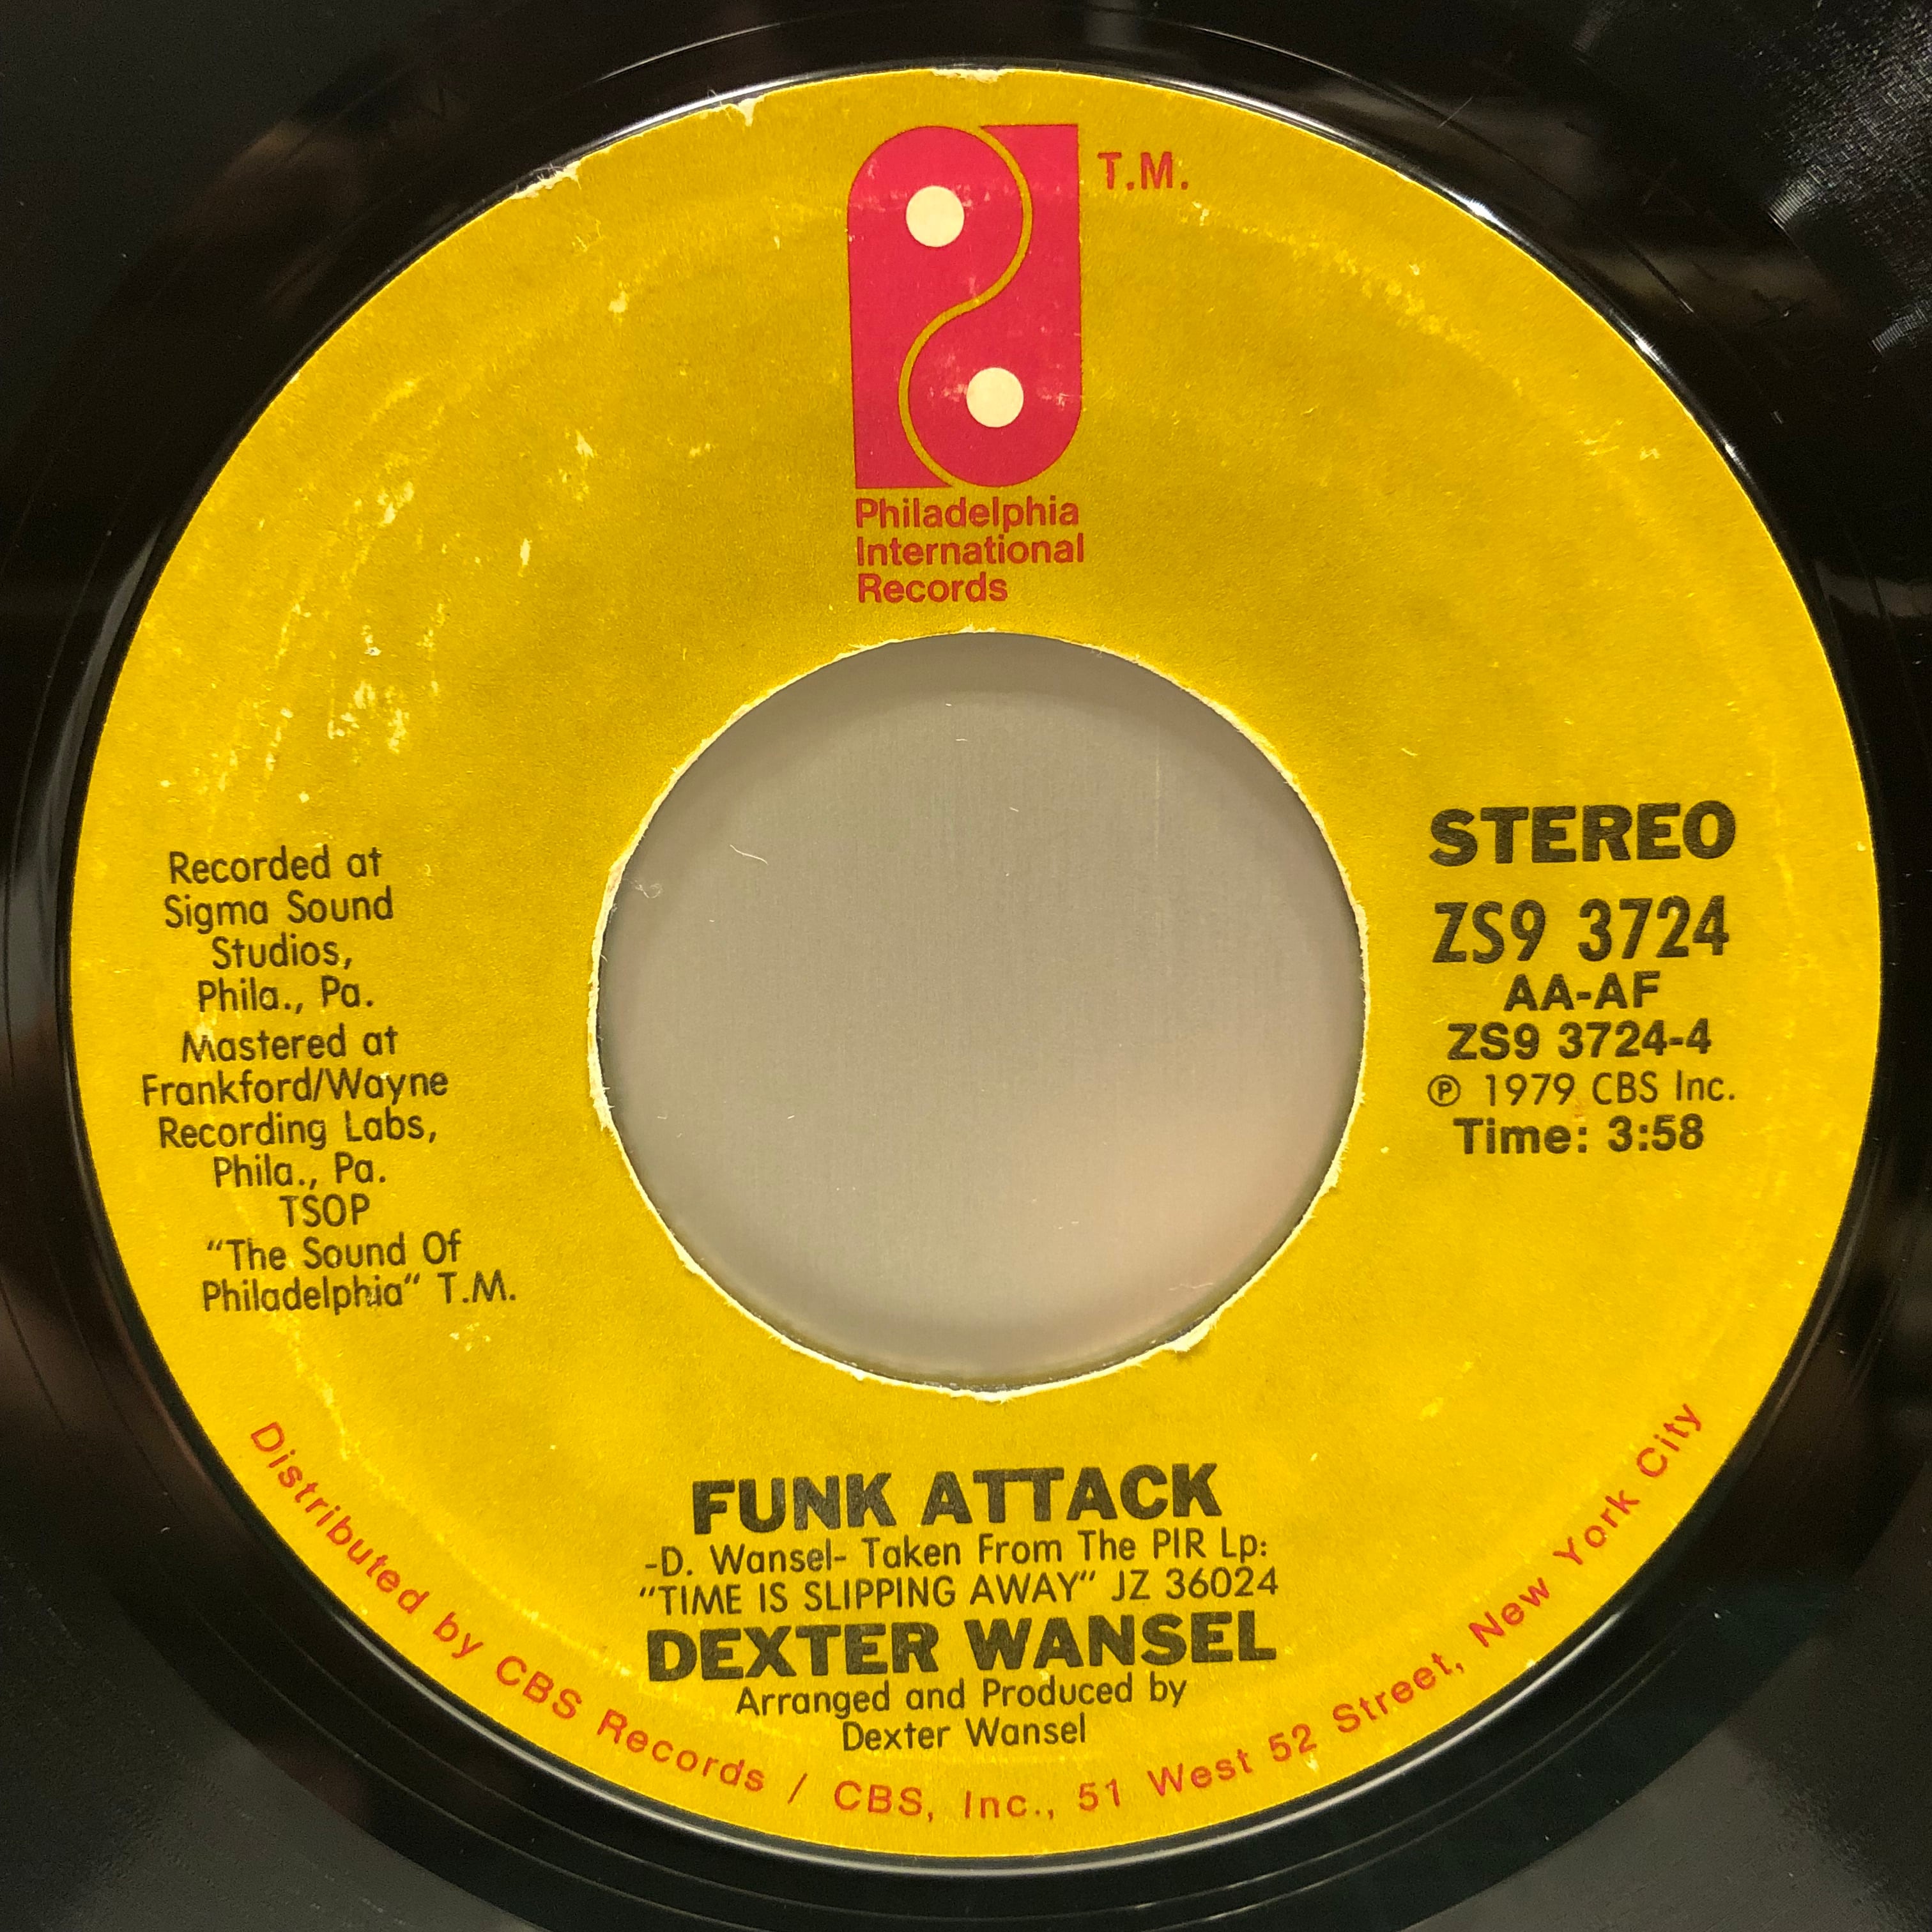 T.M.
Philadelphia
International
Records
Recorded at
Sigma Sound
Studios,
Phila., Pa.
Mastered at
Frankford/Wayne
Recording Labs,
Phila., Pa.
TSOP
“The Sound Of
Philadelphia” T.M.
STEREO
ZS9 3724
AA-AF
ZS9 3724-4
℗ 1979 CBS Inc.
Time: 3:58
FUNK ATTACK
-D. Wansel- Taken From The PIR Lp:
“TIME IS SLIPPING AWAY” JZ 36024
DEXTER WANSEL
Arranged and Produced by
Dexter Wansel
Distributed by CBS Records / CBS, Inc., 51 West 52 Street, New York City